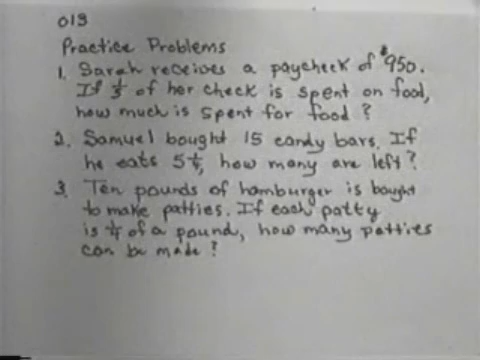 013
Practice Problems
1. Sarah receives a paycheck of $950.
If 1/5 of her check is spent on food,
how much is spent for food?
2. Samuel bought 15 candy bars. If
he eats 5 , how many are left?
3. Ten pounds of hamburger is bought
to make patties. If each patty
is 1/4 of a pound, how many patties
can be made?